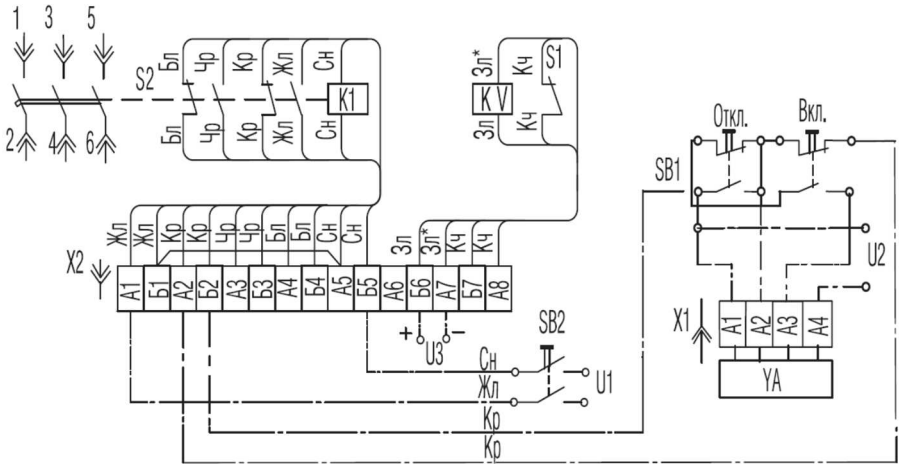 1 3 5
2 4 6
S2
Бл Чр Кр Жл Сн
K1
Бл Чр Кр Жл Сн
Зл* Кч S1
KV
Зл Кч
Откл. Вкл.
SB1
Жл Жл Кр Кр Чр Чр Бл Бл Сн Сн Зл Зл* Кч Кч
X2
А1 Б1 А2 Б2 А3 Б3 А4 Б4 А5 Б5 А6 Б6 А7 Б7 А8
U2
+ U3 −
SB2
X1
А1 А2 А3 А4
YA
Сн
U1
Жл
Кр
Кр